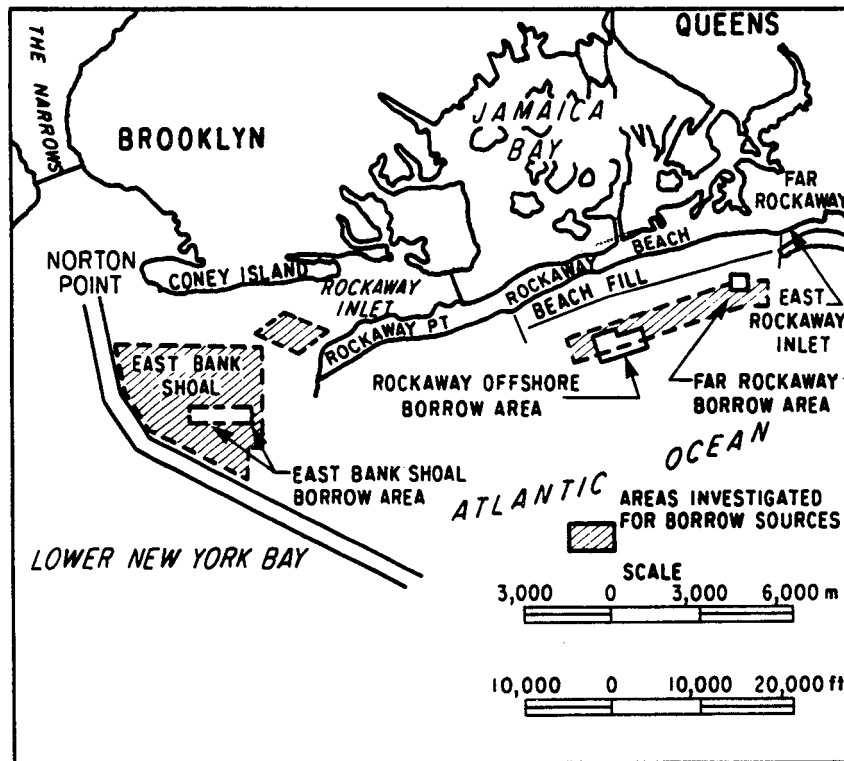 QUEENS
THE NARROWS
BROOKLYN
JAMAICA
BAY
FAR
ROCKAWAY
NORTON
POINT
CONEY ISLAND
ROCKAWAY
INLET
ROCKAWAY PT
ROCKAWAY
BEACH
BEACH FILL
EAST
ROCKAWAY
INLET
EAST BANK
SHOAL
ROCKAWAY OFFSHORE
BORROW AREA
FAR ROCKAWAY
BORROW AREA
EAST BANK SHOAL
BORROW AREA
ATLANTIC OCEAN
LOWER NEW YORK BAY
AREAS INVESTIGATED
FOR BORROW SOURCES
SCALE
3,000 0 3,000 6,000 m
10,000 0 10,000 20,000 ft